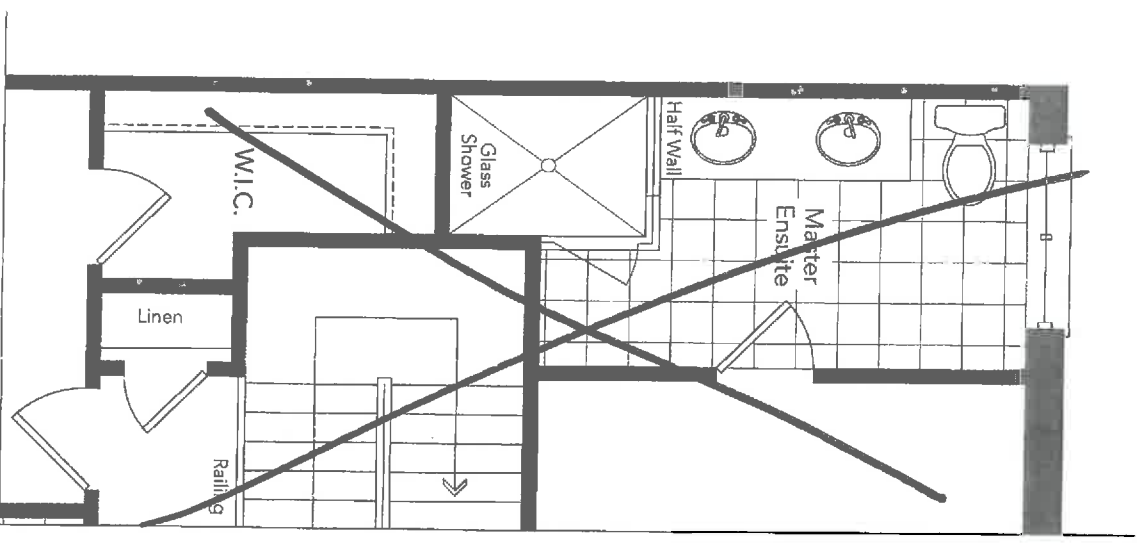 W.I.C.
Glass
Shower
Half Wall
Master
Ensuite
Linen
Railing